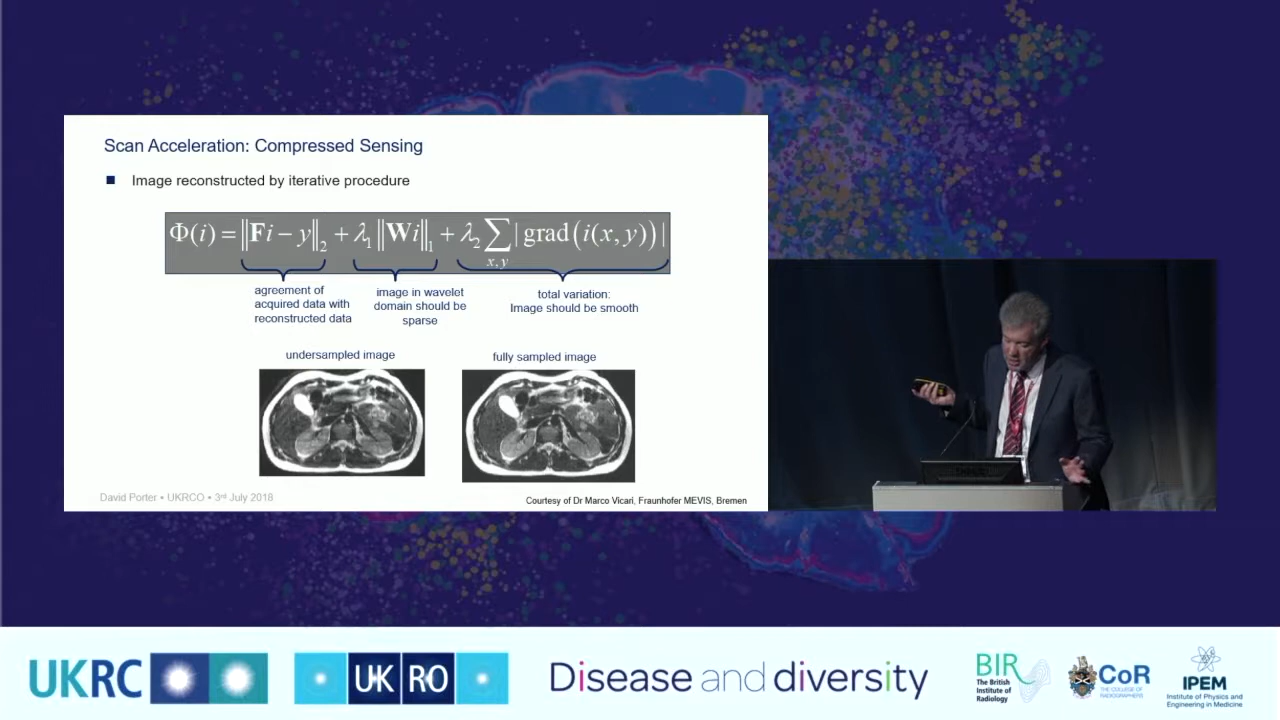 Scan Acceleration: Compressed Sensing
■ Image reconstructed by iterative procedure
Φ(i) = ||Fi − y||₂ + λ₁ ||Wi||₁ + λ₂ ∑ | grad(i(x, y)) |
x, y
agreement of
acquired data with
reconstructed data
image in wavelet
domain should be
sparse
total variation:
Image should be smooth
undersampled image
fully sampled image
David Porter • UKRCO • 3rd July 2018
Courtesy of Dr Marco Vicari, Fraunhofer MEVIS, Bremen
UKRC
UK RO
Disease and diversity
BIR
The British
Institute of
Radiology
CoR
THE COLLEGE OF
RADIOGRAPHERS
IPEM
Institute of Physics and
Engineering in Medicine